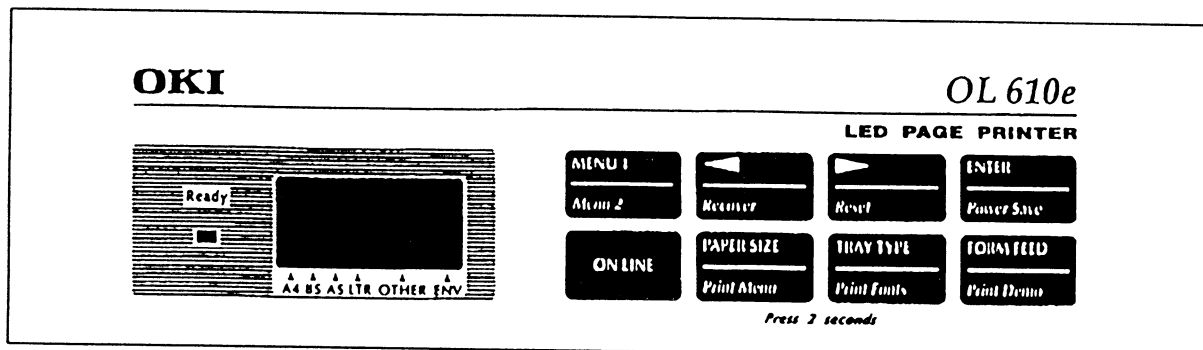 OKI
OL 610e
LED PAGE PRINTER
Ready
A4 B5 A5 LTR OTHER ENV
MENU 1
Menu 2
Recover
Reset
ENTER
Power Save
ON LINE
PAPER SIZE
Print Menu
TRAY TYPE
Print Fonts
FORM FEED
Print Demo
Press 2 seconds